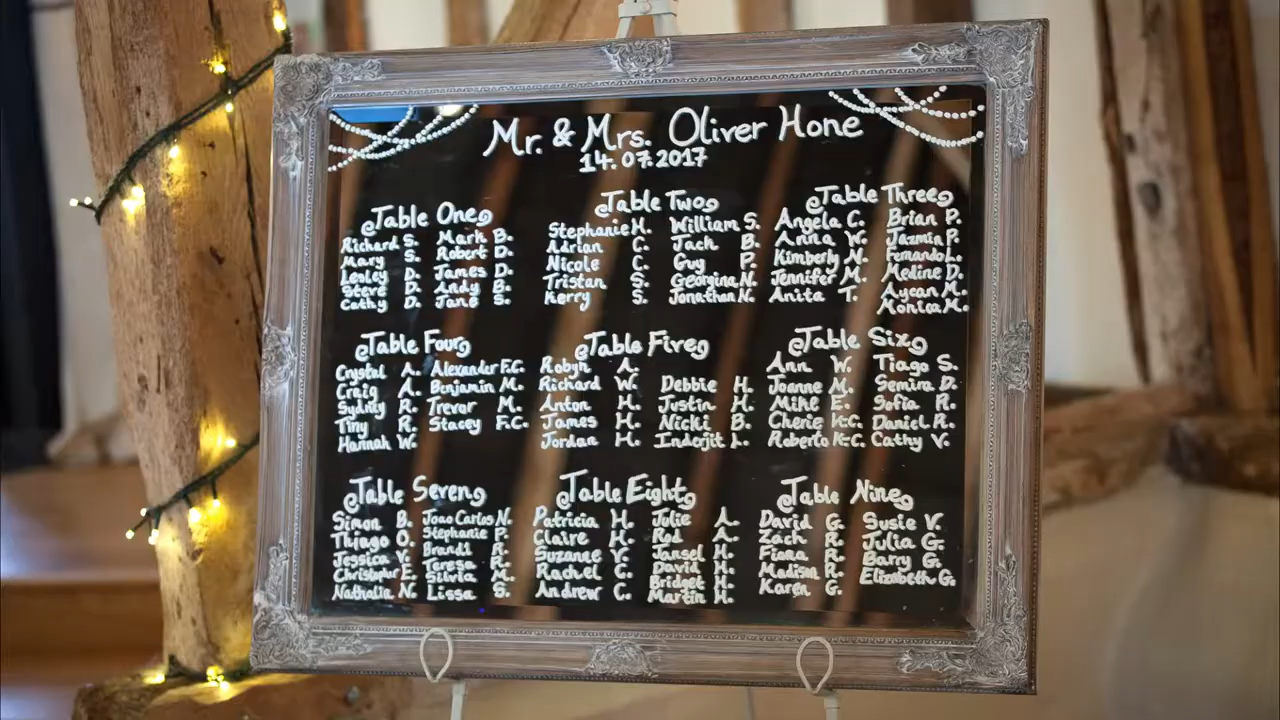 Mr. & Mrs. Oliver Hone
14.07.2017
Table One
Richard S. Mark B.
Mary S. Robert D.
Lesley D. James D.
Steve D. Andy B.
Cathy D. Jane S.
Table Two
Stephanie H. William S.
Adrian C. Jack B.
Nicole C. Guy P.
Tristan S. Georgina N.
Kerry S. Jonathan N.
Table Three
Angela C. Brian P.
Anna W. Jazmin P.
Kimberly N. Fernando L.
Jennifer M. Medine D.
Anita T. Aycan M.
Monica M.
Table Four
Crystal A. Alexander F.C.
Craig A. Benjamin M.
Sydney R. Trevor M.
Tiny R. Stacey F.C.
Hannah W.
Table Five
Robyn A.
Richard W. Debbie H.
Anton H. Justin H.
James H. Nicki B.
Jordan H. Inderjit L.
Table Six
Ann W. Tiago S.
Joanne M. Semira D.
Mike E. Sofia R.
Cherie K-C. Daniel R.
Roberto K-C. Cathy V.
Table Seven
Simon B. Joao Carlos N.
Thiago O. Stephanie P.
Jessica V. Brandi R.
Christopher E. Teresa R.
Nathalia N. Silvia M.
Lissa S.
Table Eight
Patricia H. Julie A.
Claire H. Rod A.
Suzanne V. Jansel H.
Rachel C. David H.
Andrew C. Bridget H.
Martin H.
Table Nine
David G. Susie V.
Zach R. Julia G.
Fiona R. Barry G.
Madison R. Elizabeth G.
Karen G.